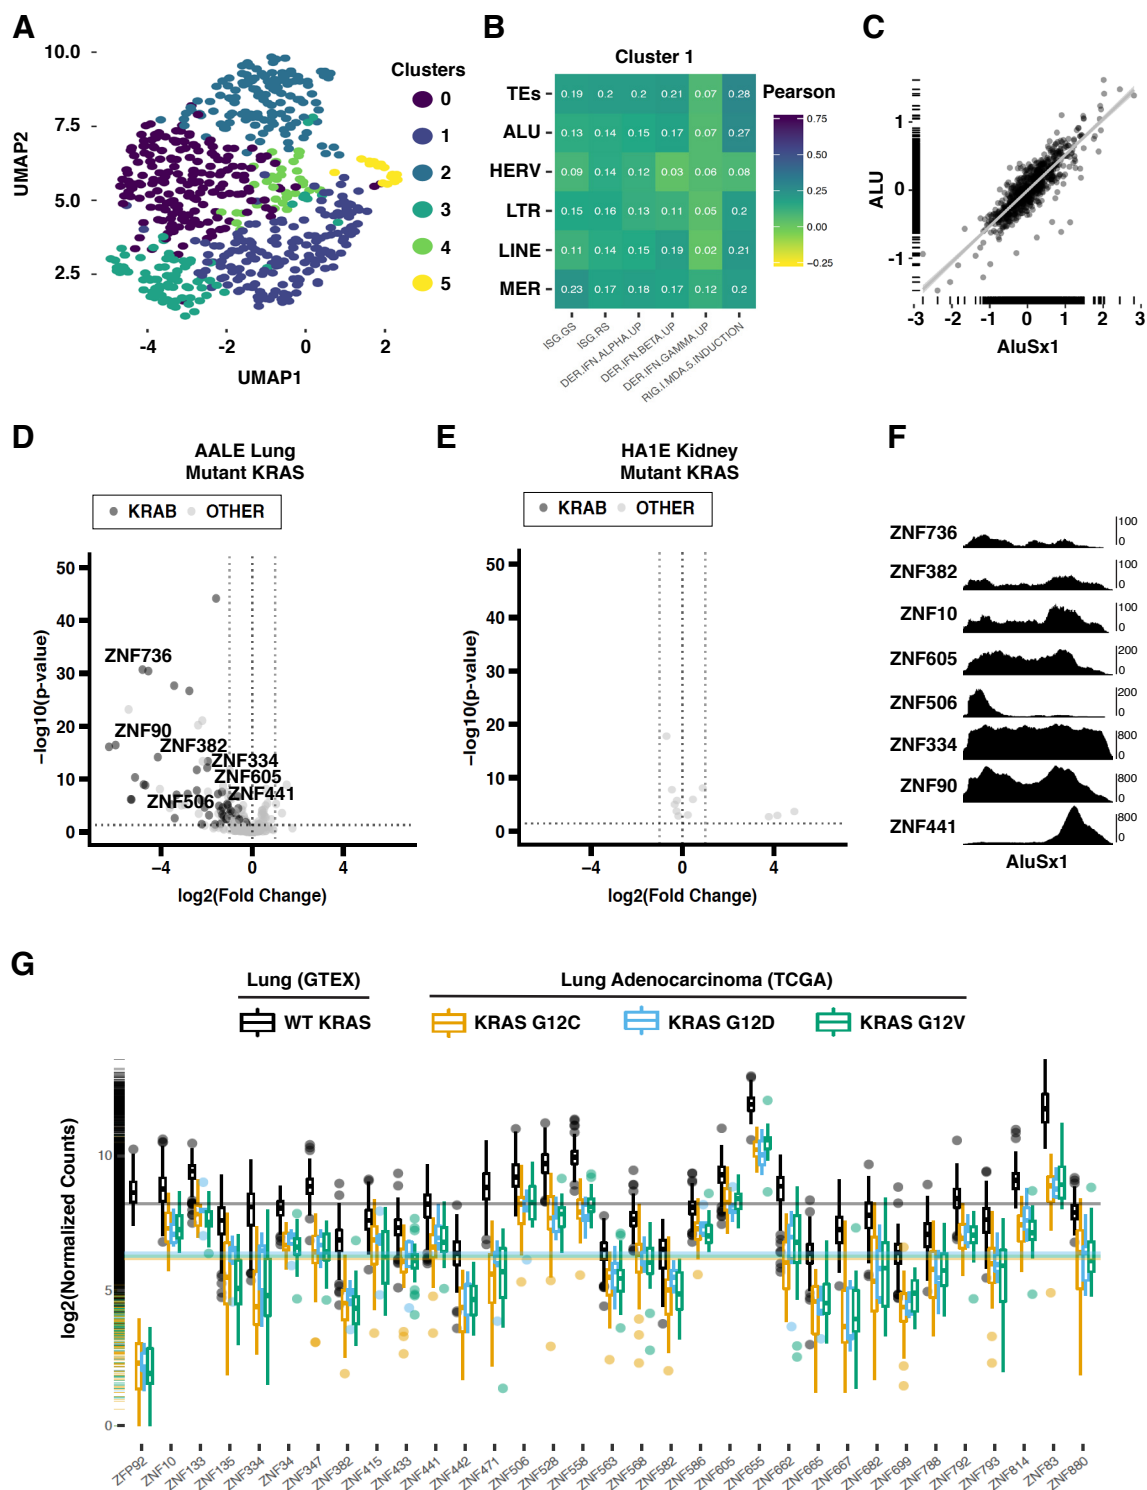 A
10.0
7.5
5.0
2.5
UMAP2
-4
-2
0
2
UMAP1
Clusters
0
1
2
3
4
5
B
Cluster 1
TEs
ALU
HERV
LTR
LINE
MER
0.19 0.2 0.2 0.21 0.07 0.28
0.13 0.14 0.15 0.17 0.07 0.27
0.09 0.14 0.12 0.03 0.06 0.08
0.15 0.16 0.13 0.11 0.05 0.2
0.11 0.14 0.15 0.19 0.02 0.21
0.23 0.17 0.18 0.17 0.12 0.2
ISG.GS
ISG.RS
DER.IFN.ALPHA.UP
DER.IFN.BETA.UP
DER.IFN.GAMMA.UP
RIG.I.MDA.5.INDUCTION
Pearson
0.75
0.50
0.25
0.00
−0.25
C
ALU
1
0
-1
-3 -2 -1 0 1 2 3
AluSx1
D
AALE Lung
Mutant KRAS
KRAB OTHER
50
40
30
20
10
0
−log10(p-value)
ZNF736
ZNF90
ZNF382
ZNF334
ZNF605
ZNF441
ZNF506
−4 0 4
log2(Fold Change)
E
HA1E Kidney
Mutant KRAS
KRAB OTHER
50
40
30
20
10
0
−log10(p-value)
−4 0 4
log2(Fold Change)
F
ZNF736 100 0
ZNF382 100 0
ZNF10 100 0
ZNF605 200 0
ZNF506 200 0
ZNF334 800 0
ZNF90 800 0
ZNF441 800 0
AluSx1
G
Lung (GTEX)
Lung Adenocarcinoma (TCGA)
WT KRAS
KRAS G12C
KRAS G12D
KRAS G12V
10
5
0
log2(Normalized Counts)
ZFP92
ZNF10
ZNF133
ZNF135
ZNF334
ZNF34
ZNF347
ZNF382
ZNF415
ZNF433
ZNF441
ZNF442
ZNF471
ZNF506
ZNF528
ZNF558
ZNF563
ZNF568
ZNF582
ZNF586
ZNF605
ZNF655
ZNF662
ZNF665
ZNF667
ZNF682
ZNF699
ZNF788
ZNF792
ZNF793
ZNF814
ZNF83
ZNF880